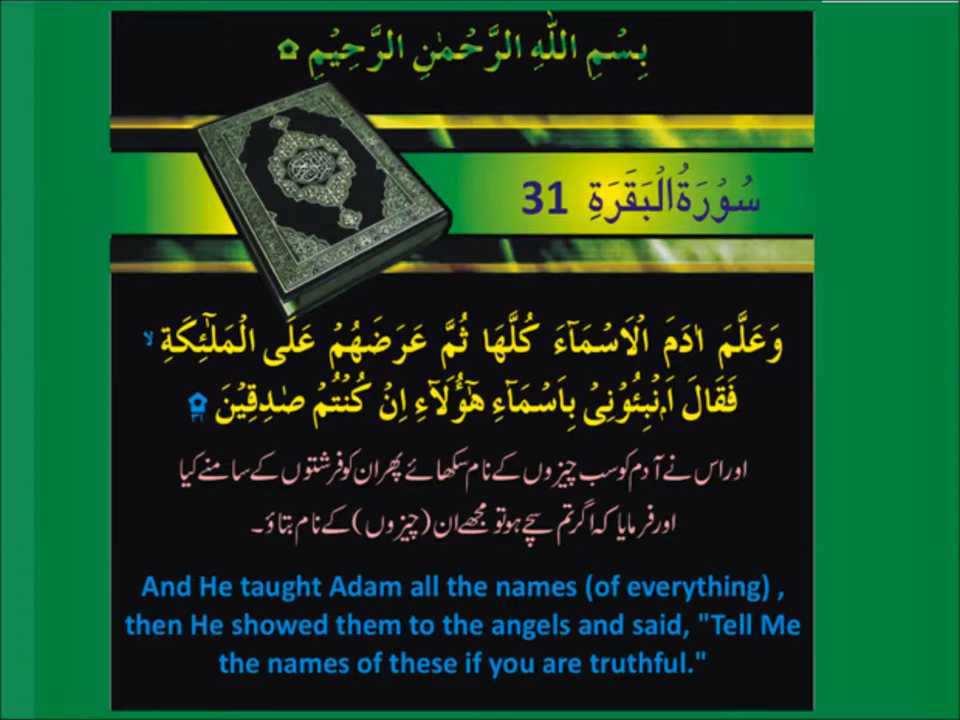 بِسْمِ اللّٰهِ الرَّحْمٰنِ الرَّحِيْمِ
سُوْرَةُ الْبَقَرَةِ 31
وَعَلَّمَ اٰدَمَ الْاَسْمَآءَ كُلَّهَا ثُمَّ عَرَضَهُمْ عَلَى الْمَلٰٓئِكَةِ ۙ
فَقَالَ اَنْۢبِئُوْنِىْ بِاَسْمَآءِ هٰٓؤُلَآءِ اِنْ كُنْتُمْ صٰدِقِيْنَ ۝۳۱
اور اس نے آدم کو سب چیزوں کے نام سکھائے پھر ان کو فرشتوں کے سامنے کیا
اور فرمایا کہ اگر تم سچے ہو تو مجھے ان (چیزوں) کے نام بتاؤ۔
And He taught Adam all the names (of everything) ,
then He showed them to the angels and said, "Tell Me
the names of these if you are truthful."